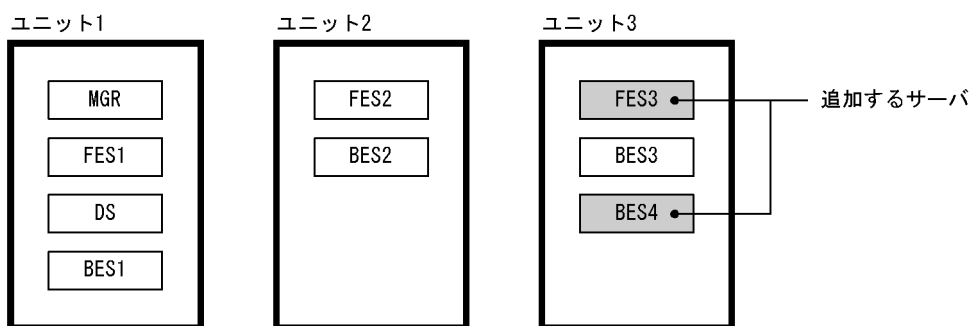 ユニット1
MGR
FES1
DS
BES1
ユニット2
FES2
BES2
ユニット3
FES3
BES3
BES4
追加するサーバ